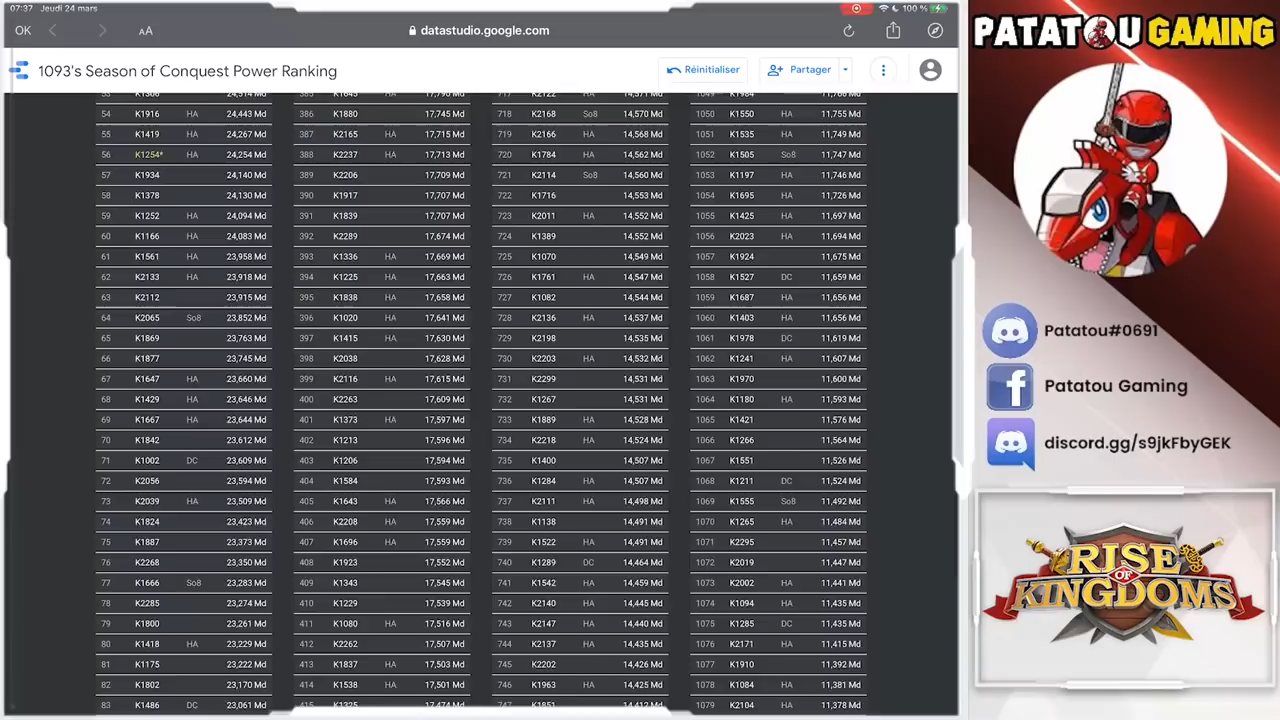 07:37 Jeudi 24 mars 100 %
OK AA datastudio.google.com
1093's Season of Conquest Power Ranking Réinitialiser Partager
53 K1306 24,314 Md 385 K1645 17,790 Md 717 K2122 HA 14,571 Md 1049 K1984 11,766 Md
54 K1916 HA 24,443 Md 386 K1880 17,745 Md 718 K2168 So8 14,570 Md 1050 K1550 HA 11,755 Md
55 K1419 HA 24,267 Md 387 K2165 HA 17,715 Md 719 K2166 HA 14,568 Md 1051 K1535 HA 11,749 Md
56 K1254* HA 24,254 Md 388 K2237 HA 17,713 Md 720 K1784 HA 14,562 Md 1052 K1505 So8 11,747 Md
57 K1934 24,140 Md 389 K2206 17,709 Md 721 K2114 So8 14,560 Md 1053 K1197 HA 11,746 Md
58 K1378 24,130 Md 390 K1917 17,707 Md 722 K1716 14,553 Md 1054 K1695 HA 11,726 Md
59 K1252 HA 24,094 Md 391 K1839 17,707 Md 723 K2011 HA 14,552 Md 1055 K1425 HA 11,697 Md
60 K1166 HA 24,083 Md 392 K2289 17,674 Md 724 K1389 14,552 Md 1056 K2023 HA 11,694 Md
61 K1561 HA 23,958 Md 393 K1336 HA 17,669 Md 725 K1070 14,549 Md 1057 K1924 11,675 Md
62 K2133 HA 23,918 Md 394 K1225 HA 17,663 Md 726 K1761 HA 14,547 Md 1058 K1527 DC 11,659 Md
63 K2112 23,915 Md 395 K1838 HA 17,658 Md 727 K1082 14,544 Md 1059 K1687 HA 11,656 Md
64 K2065 So8 23,852 Md 396 K1020 HA 17,641 Md 728 K2136 HA 14,537 Md 1060 K1403 HA 11,656 Md
65 K1869 23,763 Md 397 K1415 HA 17,630 Md 729 K2198 14,535 Md 1061 K1978 DC 11,619 Md
66 K1877 23,745 Md 398 K2038 17,628 Md 730 K2203 HA 14,532 Md 1062 K1241 HA 11,607 Md
67 K1647 HA 23,660 Md 399 K2116 HA 17,615 Md 731 K2299 14,531 Md 1063 K1970 11,600 Md
68 K1429 HA 23,646 Md 400 K2263 17,609 Md 732 K1267 14,531 Md 1064 K1180 HA 11,593 Md
69 K1667 HA 23,644 Md 401 K1373 HA 17,597 Md 733 K1889 HA 14,528 Md 1065 K1421 11,576 Md
70 K1842 23,612 Md 402 K1213 17,596 Md 734 K2218 HA 14,524 Md 1066 K1266 11,564 Md
71 K1002 DC 23,609 Md 403 K1206 17,594 Md 735 K1400 14,507 Md 1067 K1551 11,526 Md
72 K2056 23,594 Md 404 K1584 17,593 Md 736 K1284 HA 14,507 Md 1068 K1211 DC 11,524 Md
73 K2039 HA 23,509 Md 405 K1643 HA 17,566 Md 737 K2111 HA 14,498 Md 1069 K1555 So8 11,492 Md
74 K1824 23,423 Md 406 K2208 HA 17,559 Md 738 K1138 14,491 Md 1070 K1265 HA 11,484 Md
75 K1887 23,373 Md 407 K1696 HA 17,559 Md 739 K1522 HA 14,491 Md 1071 K2295 11,457 Md
76 K2268 23,350 Md 408 K1923 17,552 Md 740 K1289 DC 14,464 Md 1072 K2019 11,447 Md
77 K1666 So8 23,283 Md 409 K1343 17,545 Md 741 K1542 HA 14,459 Md 1073 K2002 HA 11,441 Md
78 K2285 23,274 Md 410 K1229 17,539 Md 742 K2140 HA 14,445 Md 1074 K1094 HA 11,435 Md
79 K1800 23,261 Md 411 K1080 HA 17,516 Md 743 K2147 HA 14,440 Md 1075 K1285 DC 11,435 Md
80 K1418 HA 23,229 Md 412 K2262 17,507 Md 744 K2137 HA 14,435 Md 1076 K2171 HA 11,415 Md
81 K1175 23,222 Md 413 K1837 HA 17,503 Md 745 K2202 14,426 Md 1077 K1910 11,392 Md
82 K1802 23,170 Md 414 K1538 HA 17,501 Md 746 K1963 HA 14,425 Md 1078 K1084 HA 11,381 Md
83 K1486 DC 23,061 Md 415 K1325 17,474 Md 747 K1851 14,412 Md 1079 K2104 HA 11,378 Md
PATATOU GAMING
Patatou#0691
Patatou Gaming
discord.gg/s9jkFbyGEK
RISE
OF
KINGDOMS